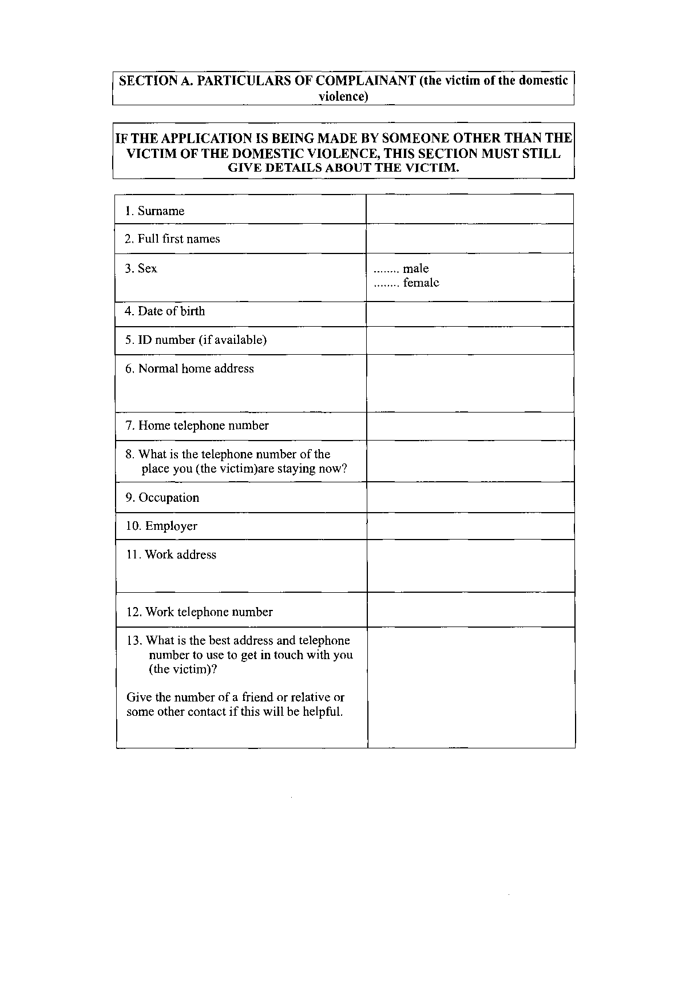 SECTION A. PARTICULARS OF COMPLAINANT (the victim of the domestic
violence)
IF THE APPLICATION IS BEING MADE BY SOMEONE OTHER THAN THE
VICTIM OF THE DOMESTIC VIOLENCE, THIS SECTION MUST STILL
GIVE DETAILS ABOUT THE VICTIM.
1. Surname
2. Full first names
3. Sex
........ male
........ female
4. Date of birth
5. ID number (if available)
6. Normal home address
7. Home telephone number
8. What is the telephone number of the
place you (the victim)are staying now?
9. Occupation
10. Employer
11. Work address
12. Work telephone number
13. What is the best address and telephone
number to use to get in touch with you
(the victim)?
Give the number of a friend or relative or
some other contact if this will be helpful.